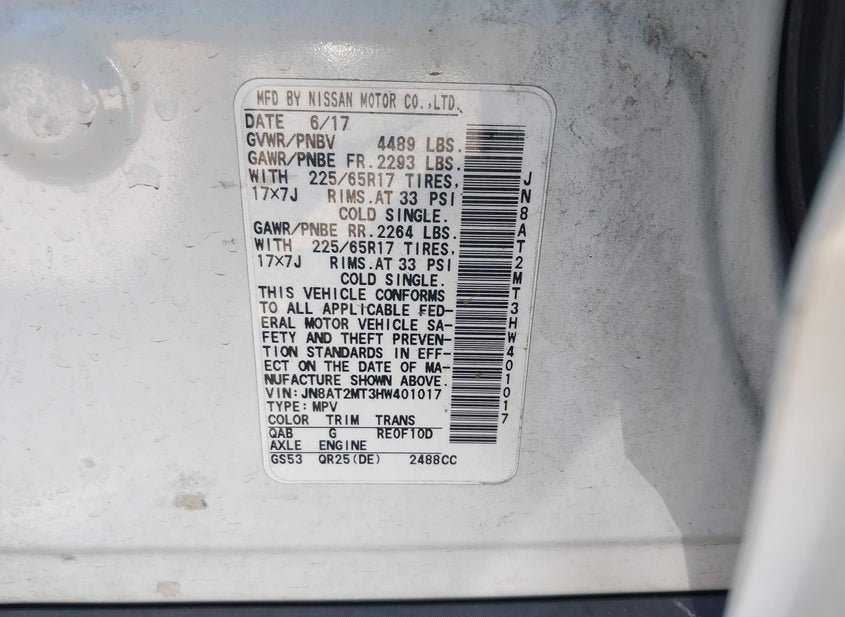 MFD BY NISSAN MOTOR CO.,LTD.
DATE 6/17
GVWR/PNBV 4489 LBS.
GAWR/PNBE FR.2293 LBS.
WITH 225/65R17 TIRES,
17×7J RIMS.AT 33 PSI
COLD SINGLE.
GAWR/PNBE RR.2264 LBS.
WITH 225/65R17 TIRES,
17×7J RIMS.AT 33 PSI
COLD SINGLE.
THIS VEHICLE CONFORMS
TO ALL APPLICABLE FED-
ERAL MOTOR VEHICLE SA-
FETY AND THEFT PREVEN-
TION STANDARDS IN EFF-
ECT ON THE DATE OF MA-
NUFACTURE SHOWN ABOVE.
VIN: JN8AT2MT3HW401017
TYPE: MPV
COLOR TRIM TRANS
QAB G RE0F10D
AXLE ENGINE
GS53 QR25(DE) 2488CC
JN8AT2MT3HW401017